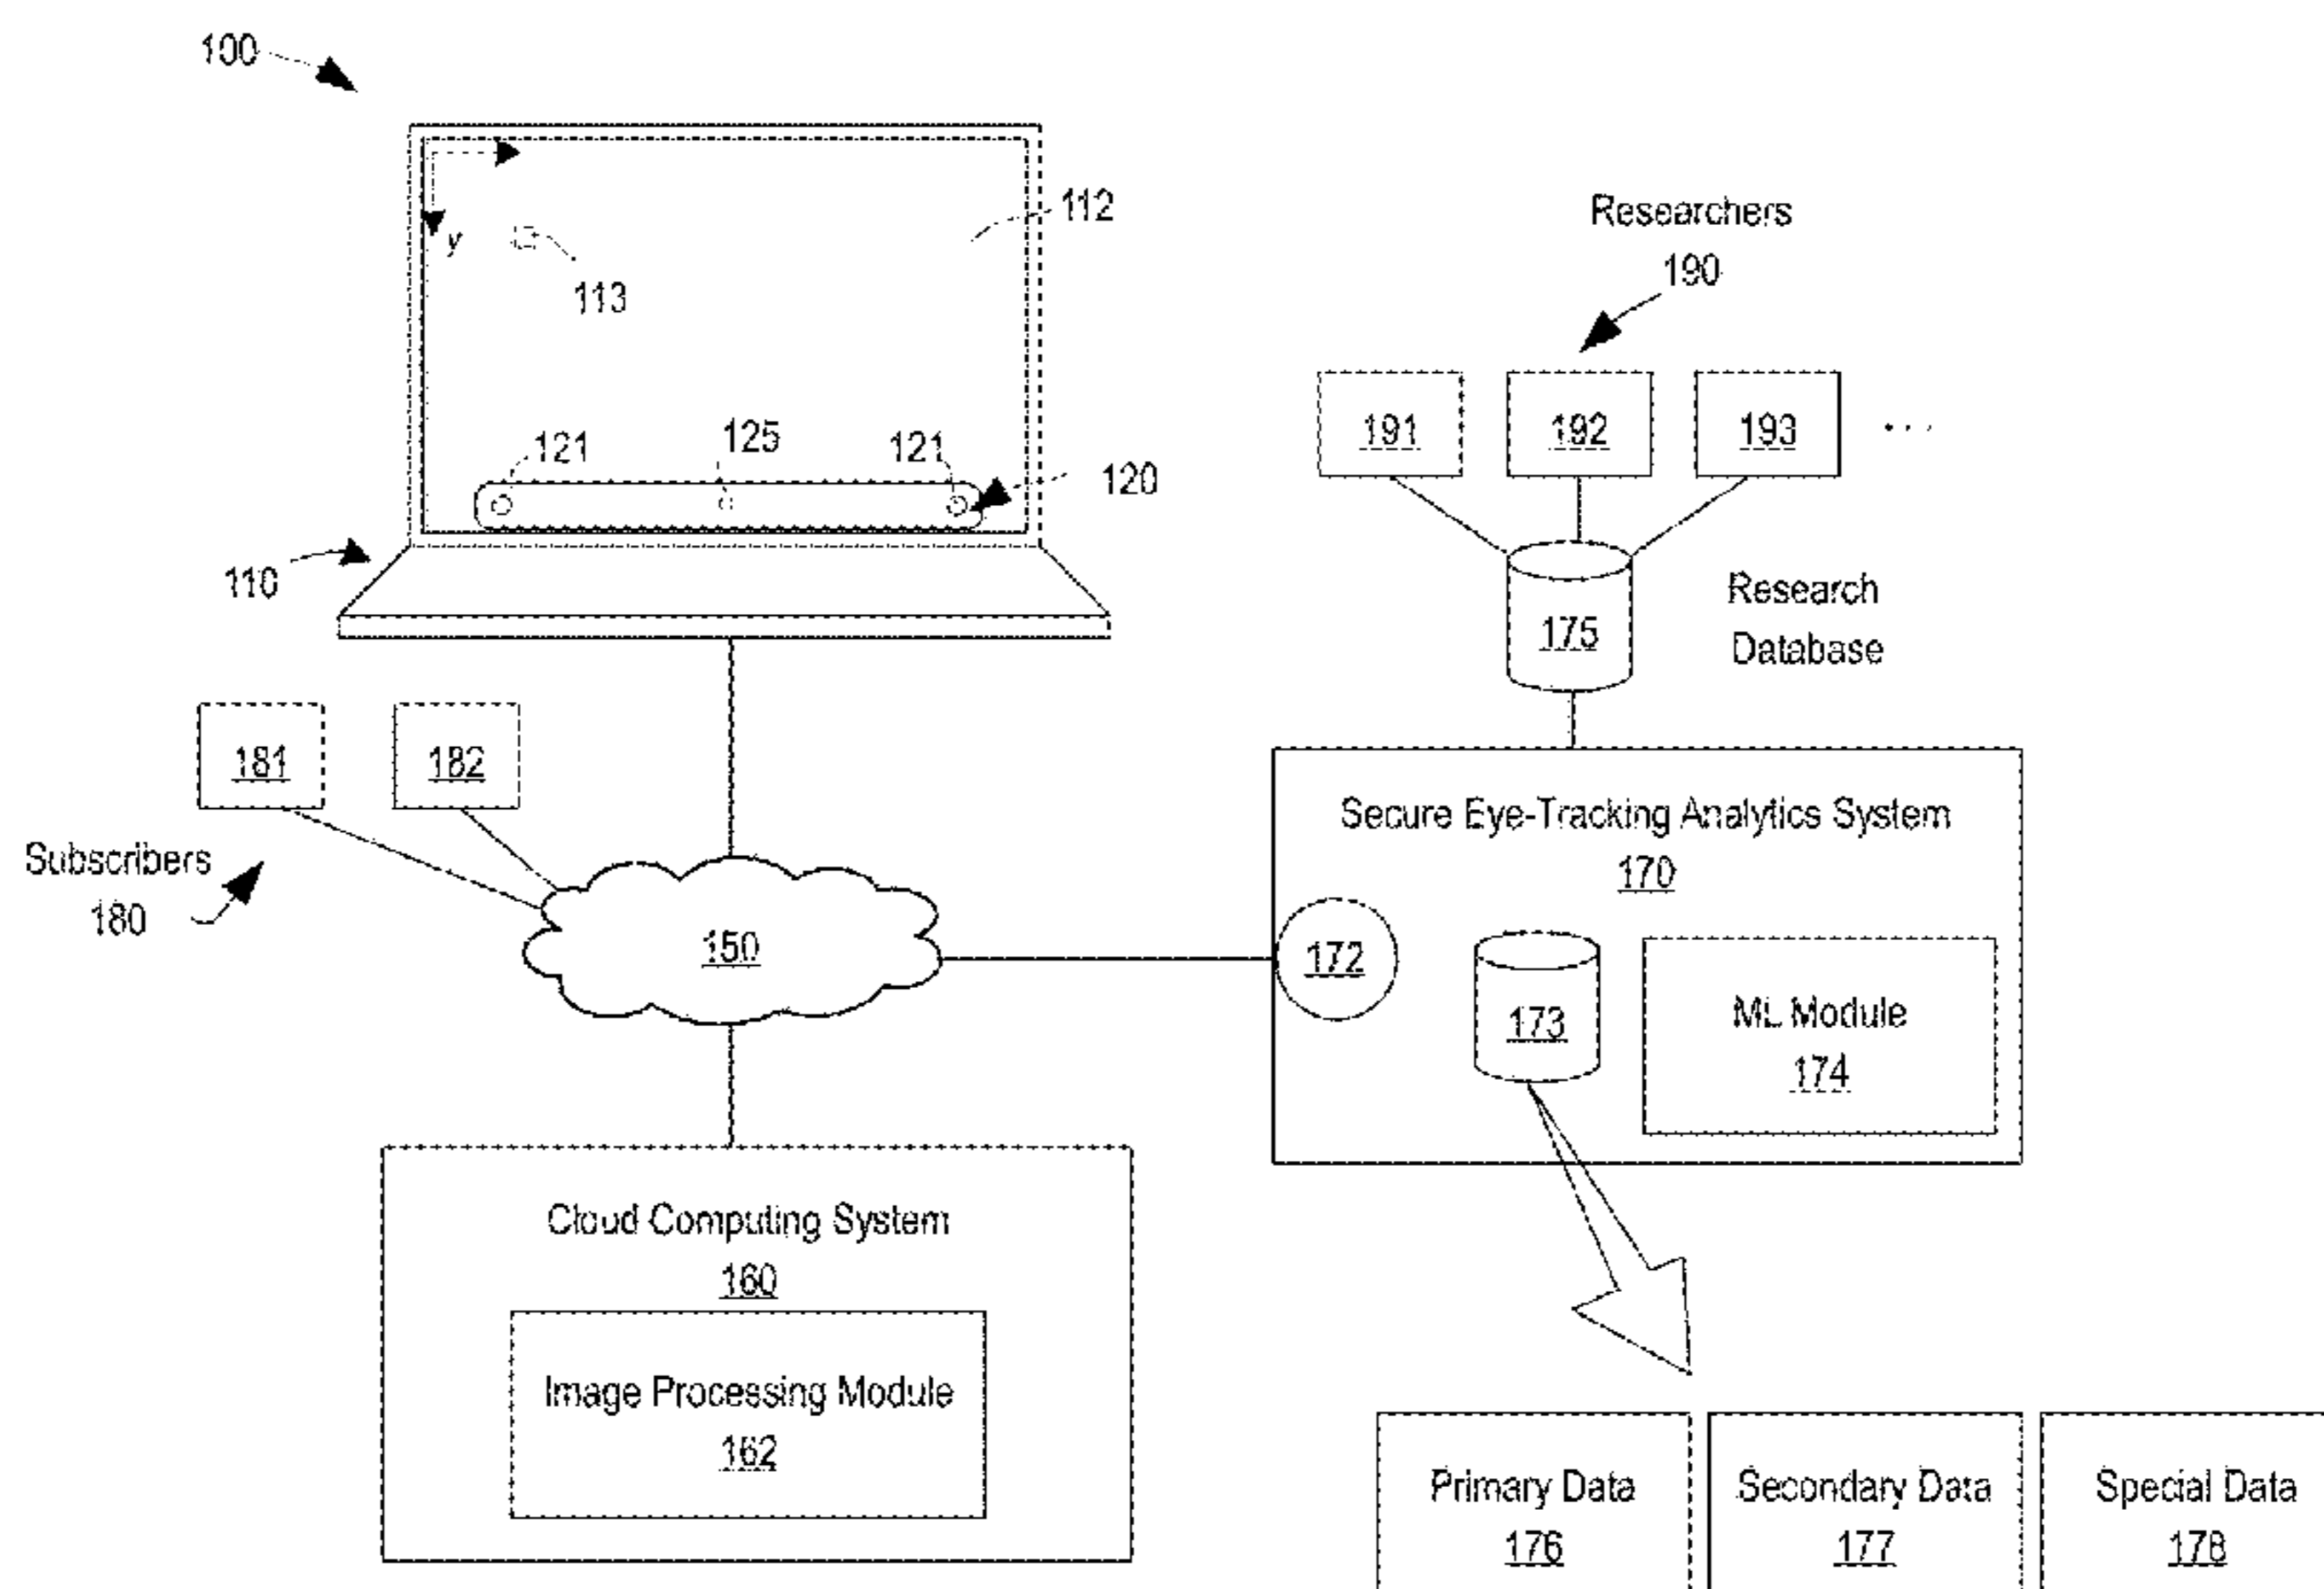 100
112
y
113
121
125
121
120
110
Researchers
190
191
192
193
...
175
Research
Database
181
182
Subscribers
180
150
Secure Eye-Tracking Analytics System
170
172
173
ML Module
174
Cloud Computing System
160
Image Processing Module
162
Primary Data
176
Secondary Data
177
Special Data
178